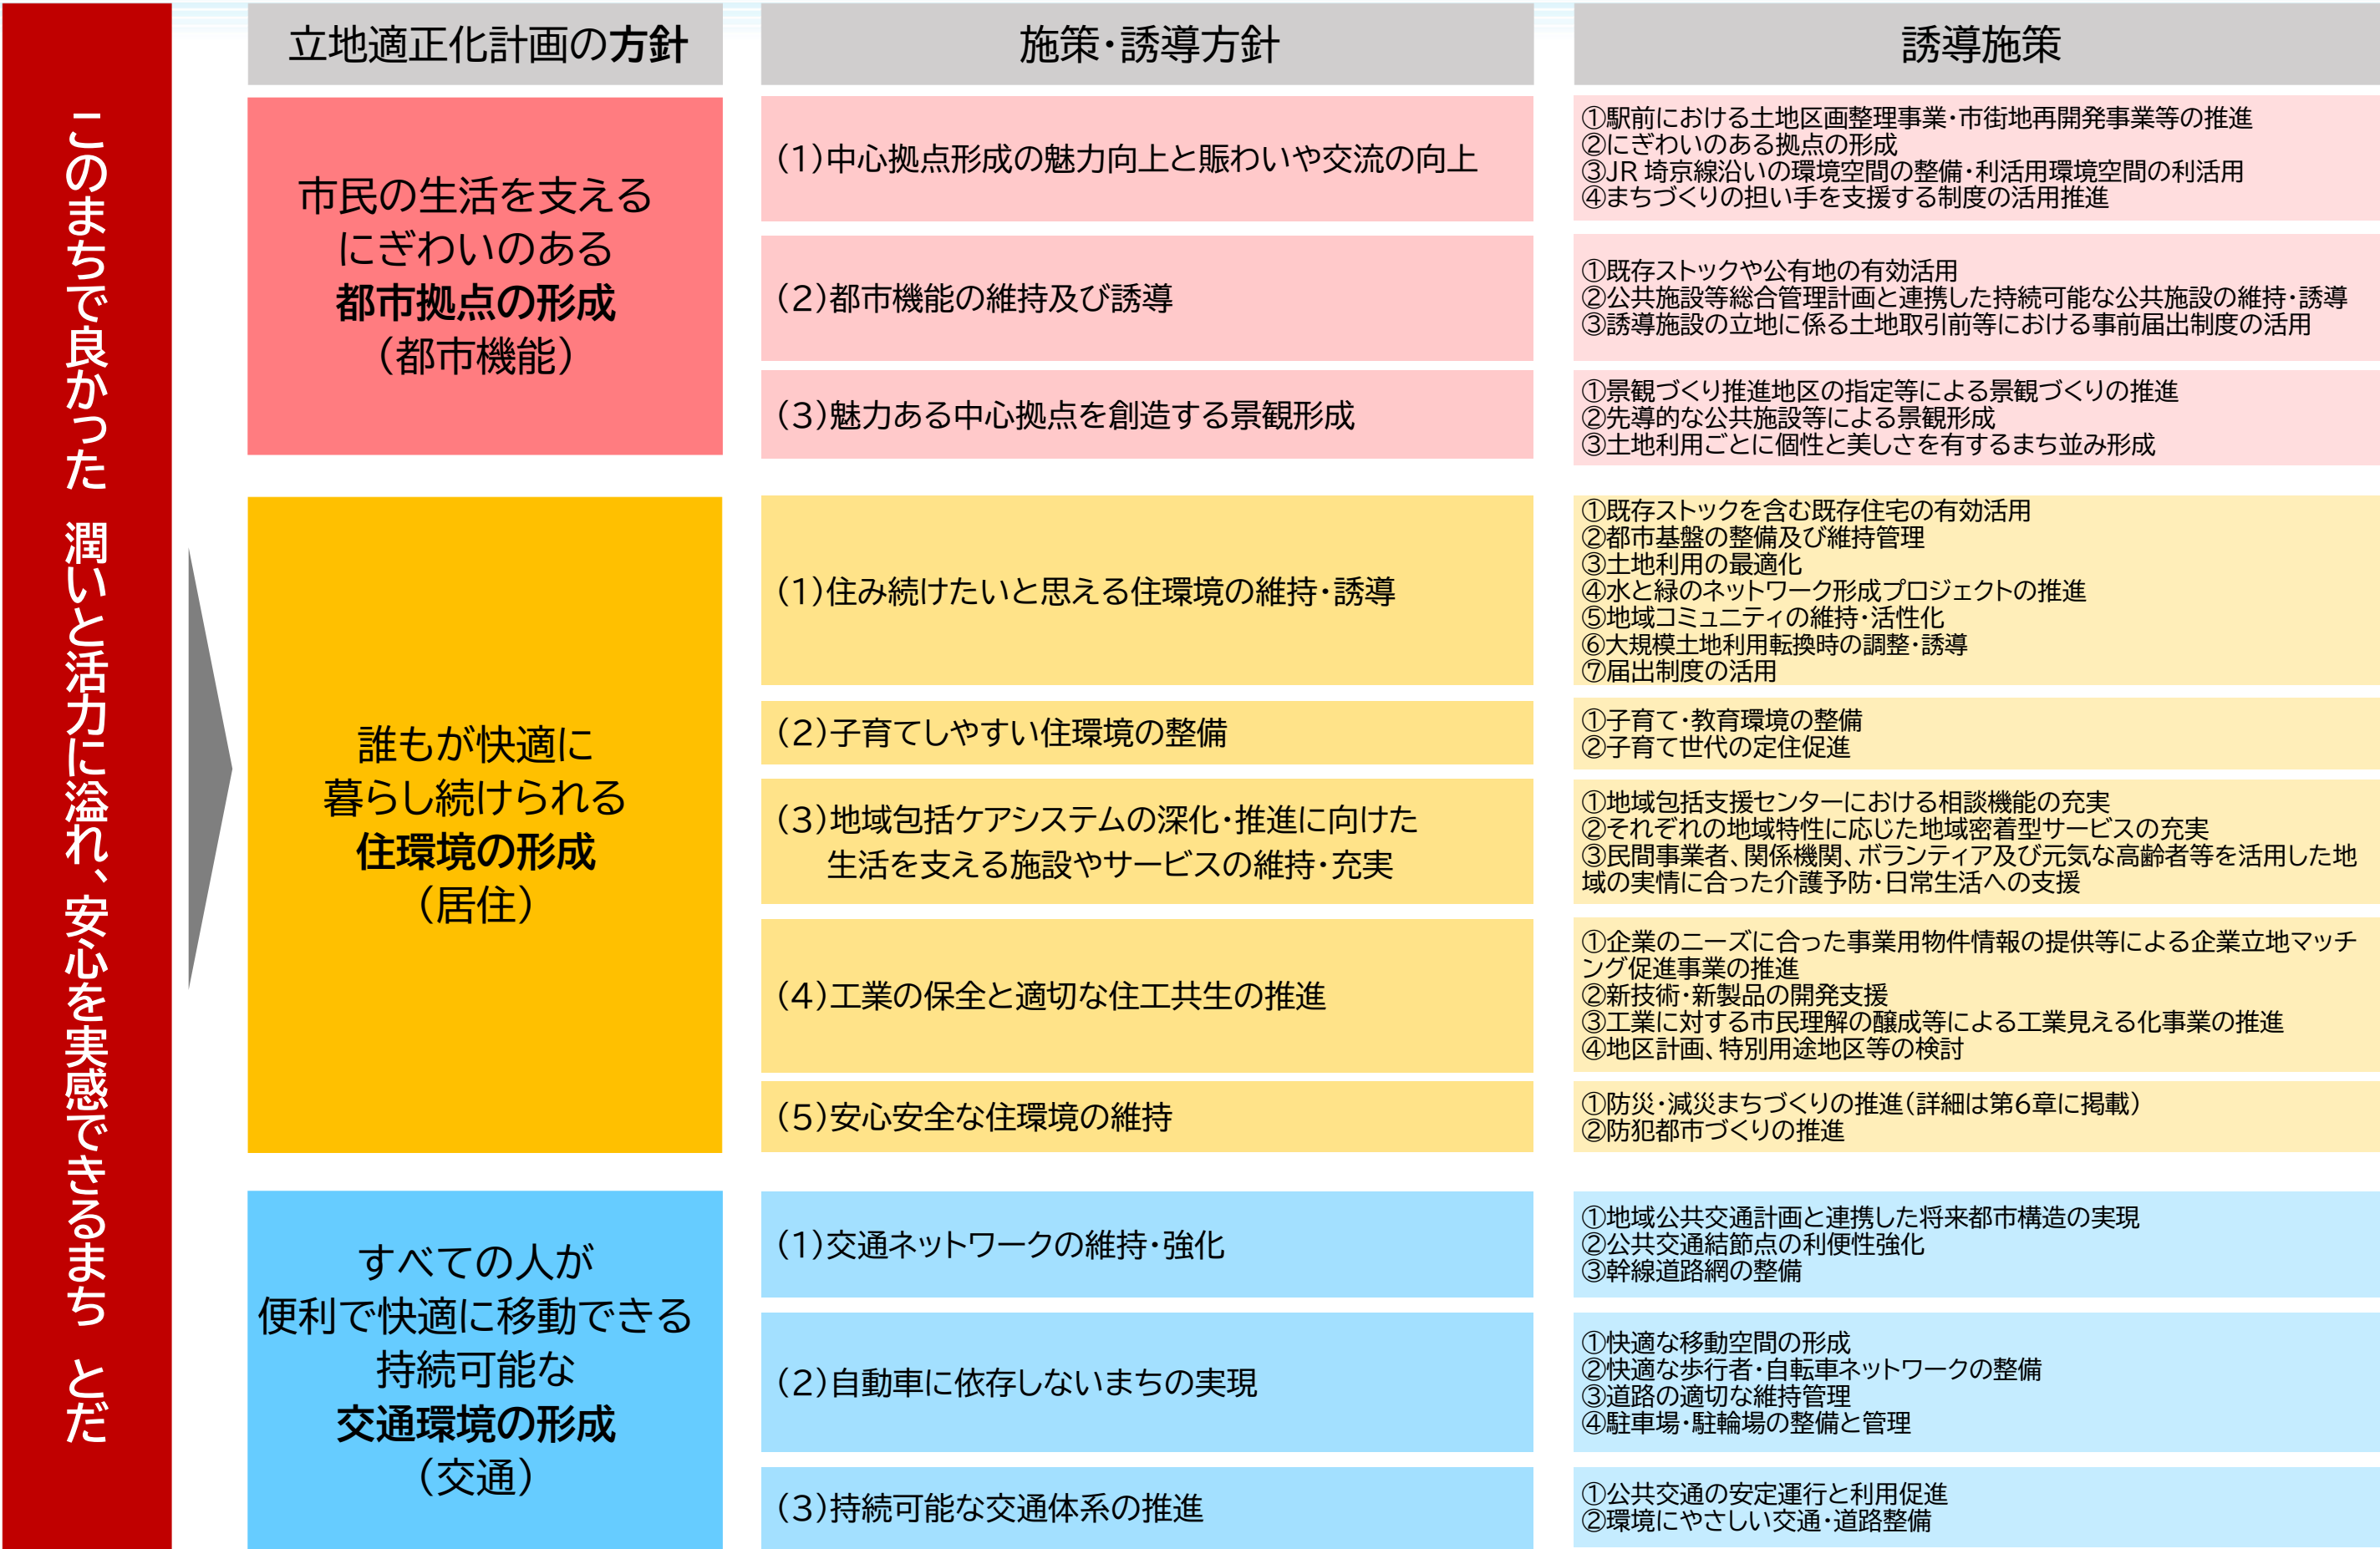 このまちで良かった 潤いと活力に溢れ、安心を実感できるまち とだ
立地適正化計画の方針
施策・誘導方針
誘導施策
市民の生活を支える
にぎわいのある
都市拠点の形成
（都市機能）
（1）中心拠点形成の魅力向上と賑わいや交流の向上
①駅前における土地区画整理事業・市街地再開発事業等の推進
②にぎわいのある拠点の形成
③JR 埼京線沿いの環境空間の整備・利活用環境空間の利活用
④まちづくりの担い手を支援する制度の活用推進
（2）都市機能の維持及び誘導
①既存ストックや公有地の有効活用
②公共施設等総合管理計画と連携した持続可能な公共施設の維持・誘導
③誘導施設の立地に係る土地取引前等における事前届出制度の活用
（3）魅力ある中心拠点を創造する景観形成
①景観づくり推進地区の指定等による景観づくりの推進
②先導的な公共施設等による景観形成
③土地利用ごとに個性と美しさを有するまち並み形成
誰もが快適に
暮らし続けられる
住環境の形成
（居住）
（1）住み続けたいと思える住環境の維持・誘導
①既存ストックを含む既存住宅の有効活用
②都市基盤の整備及び維持管理
③土地利用の最適化
④水と緑のネットワーク形成プロジェクトの推進
⑤地域コミュニティの維持・活性化
⑥大規模土地利用転換時の調整・誘導
⑦届出制度の活用
（2）子育てしやすい住環境の整備
①子育て・教育環境の整備
②子育て世代の定住促進
（3）地域包括ケアシステムの深化・推進に向けた
生活を支える施設やサービスの維持・充実
①地域包括支援センターにおける相談機能の充実
②それぞれの地域特性に応じた地域密着型サービスの充実
③民間事業者、関係機関、ボランティア及び元気な高齢者等を活用した地
域の実情に合った介護予防・日常生活への支援
（4）工業の保全と適切な住工共生の推進
①企業のニーズに合った事業用物件情報の提供等による企業立地マッチ
ング促進事業の推進
②新技術・新製品の開発支援
③工業に対する市民理解の醸成等による工業見える化事業の推進
④地区計画、特別用途地区等の検討
（5）安心安全な住環境の維持
①防災・減災まちづくりの推進（詳細は第6章に掲載）
②防犯都市づくりの推進
すべての人が
便利で快適に移動できる
持続可能な
交通環境の形成
（交通）
（1）交通ネットワークの維持・強化
①地域公共交通計画と連携した将来都市構造の実現
②公共交通結節点の利便性強化
③幹線道路網の整備
（2）自動車に依存しないまちの実現
①快適な移動空間の形成
②快適な歩行者・自転車ネットワークの整備
③道路の適切な維持管理
④駐車場・駐輪場の整備と管理
（3）持続可能な交通体系の推進
①公共交通の安定運行と利用促進
②環境にやさしい交通・道路整備